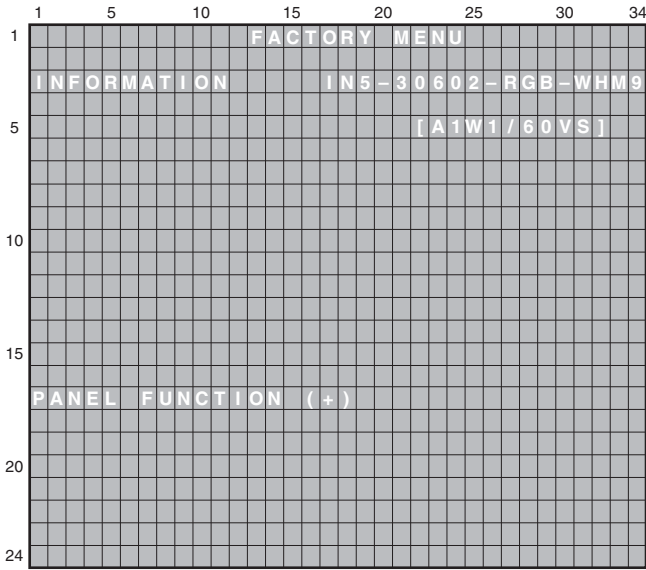 1 5 10 15 20 25 30 34
1 FACTORY MENU
INFORMATION IN5–30602–RGB–WHM9
5 [A1W1/60VS]
10
15
PANEL FUNCTION (+)
20
24